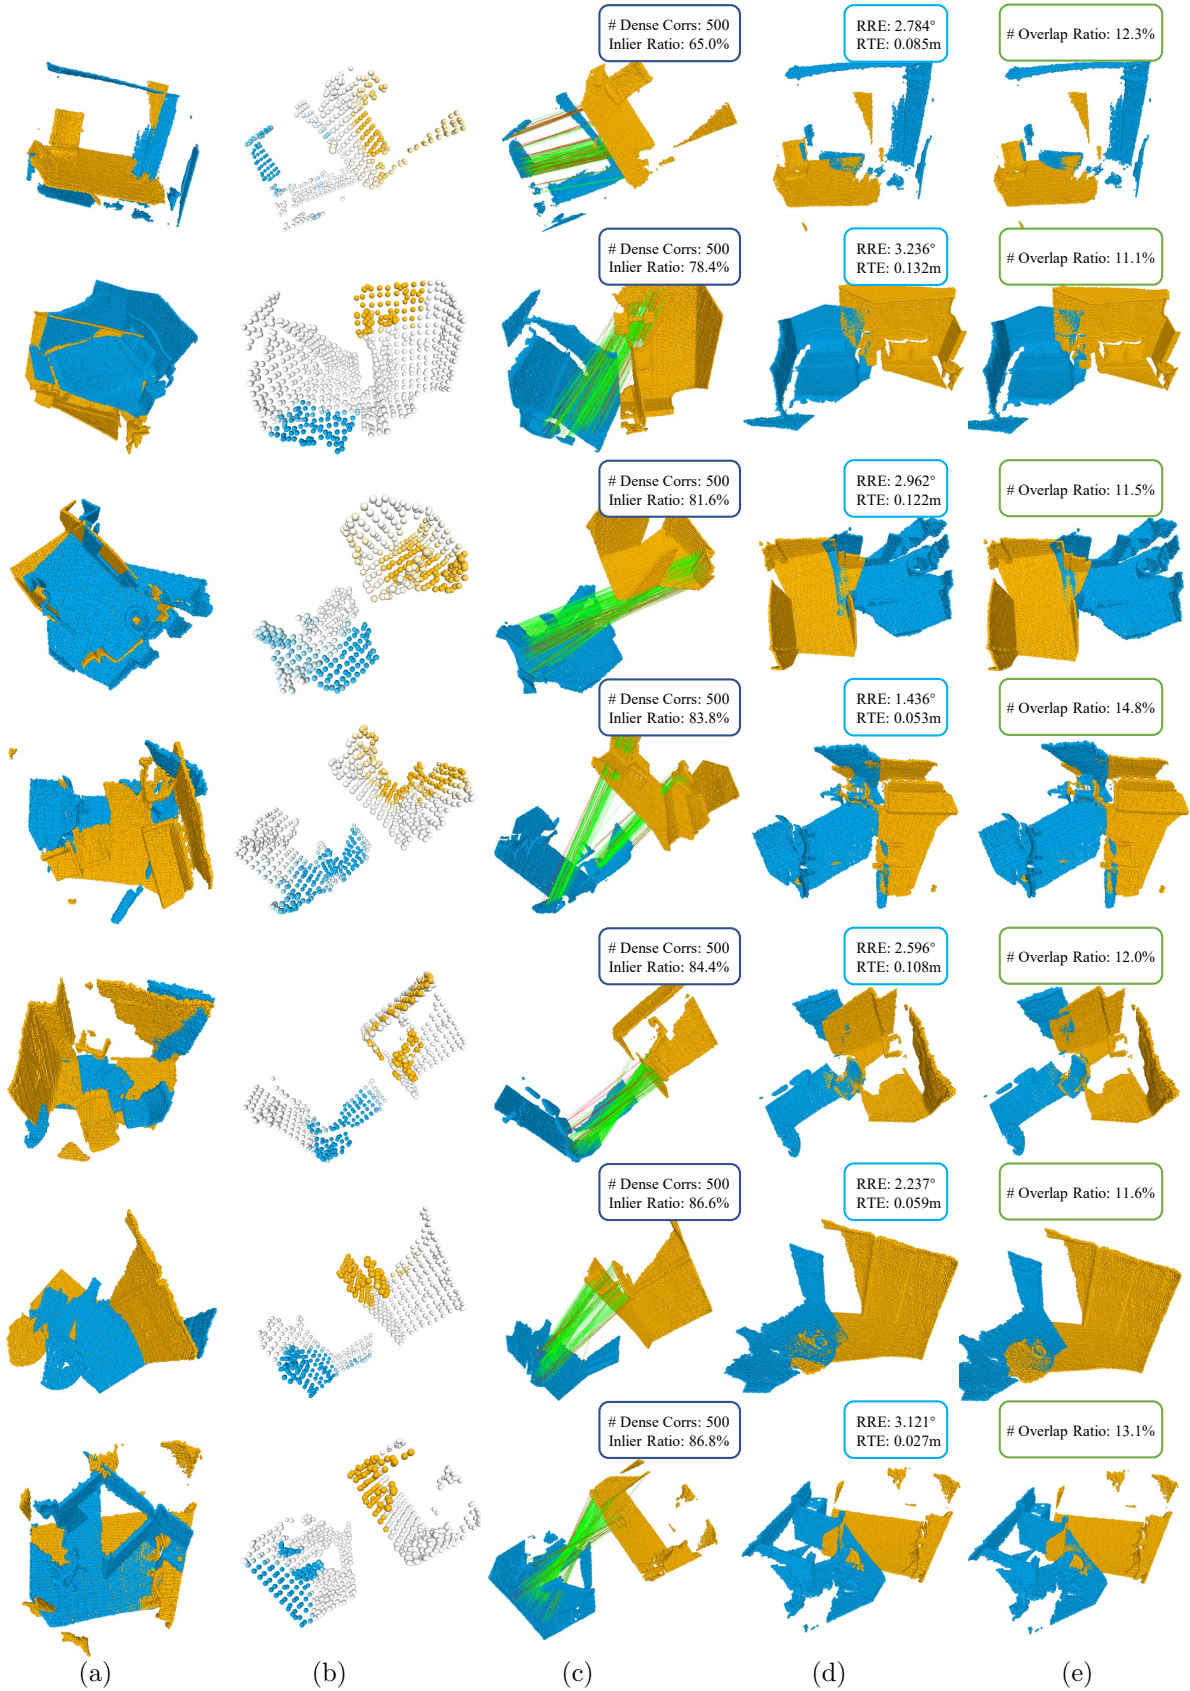 # Dense Corrs: 500
Inlier Ratio: 65.0%
RRE: 2.784°
RTE: 0.085m
# Overlap Ratio: 12.3%
# Dense Corrs: 500
Inlier Ratio: 78.4%
RRE: 3.236°
RTE: 0.132m
# Overlap Ratio: 11.1%
# Dense Corrs: 500
Inlier Ratio: 81.6%
RRE: 2.962°
RTE: 0.122m
# Overlap Ratio: 11.5%
# Dense Corrs: 500
Inlier Ratio: 83.8%
RRE: 1.436°
RTE: 0.053m
# Overlap Ratio: 14.8%
# Dense Corrs: 500
Inlier Ratio: 84.4%
RRE: 2.596°
RTE: 0.108m
# Overlap Ratio: 12.0%
# Dense Corrs: 500
Inlier Ratio: 86.6%
RRE: 2.237°
RTE: 0.059m
# Overlap Ratio: 11.6%
# Dense Corrs: 500
Inlier Ratio: 86.8%
RRE: 3.121°
RTE: 0.027m
# Overlap Ratio: 13.1%
(a) (b) (c) (d) (e)